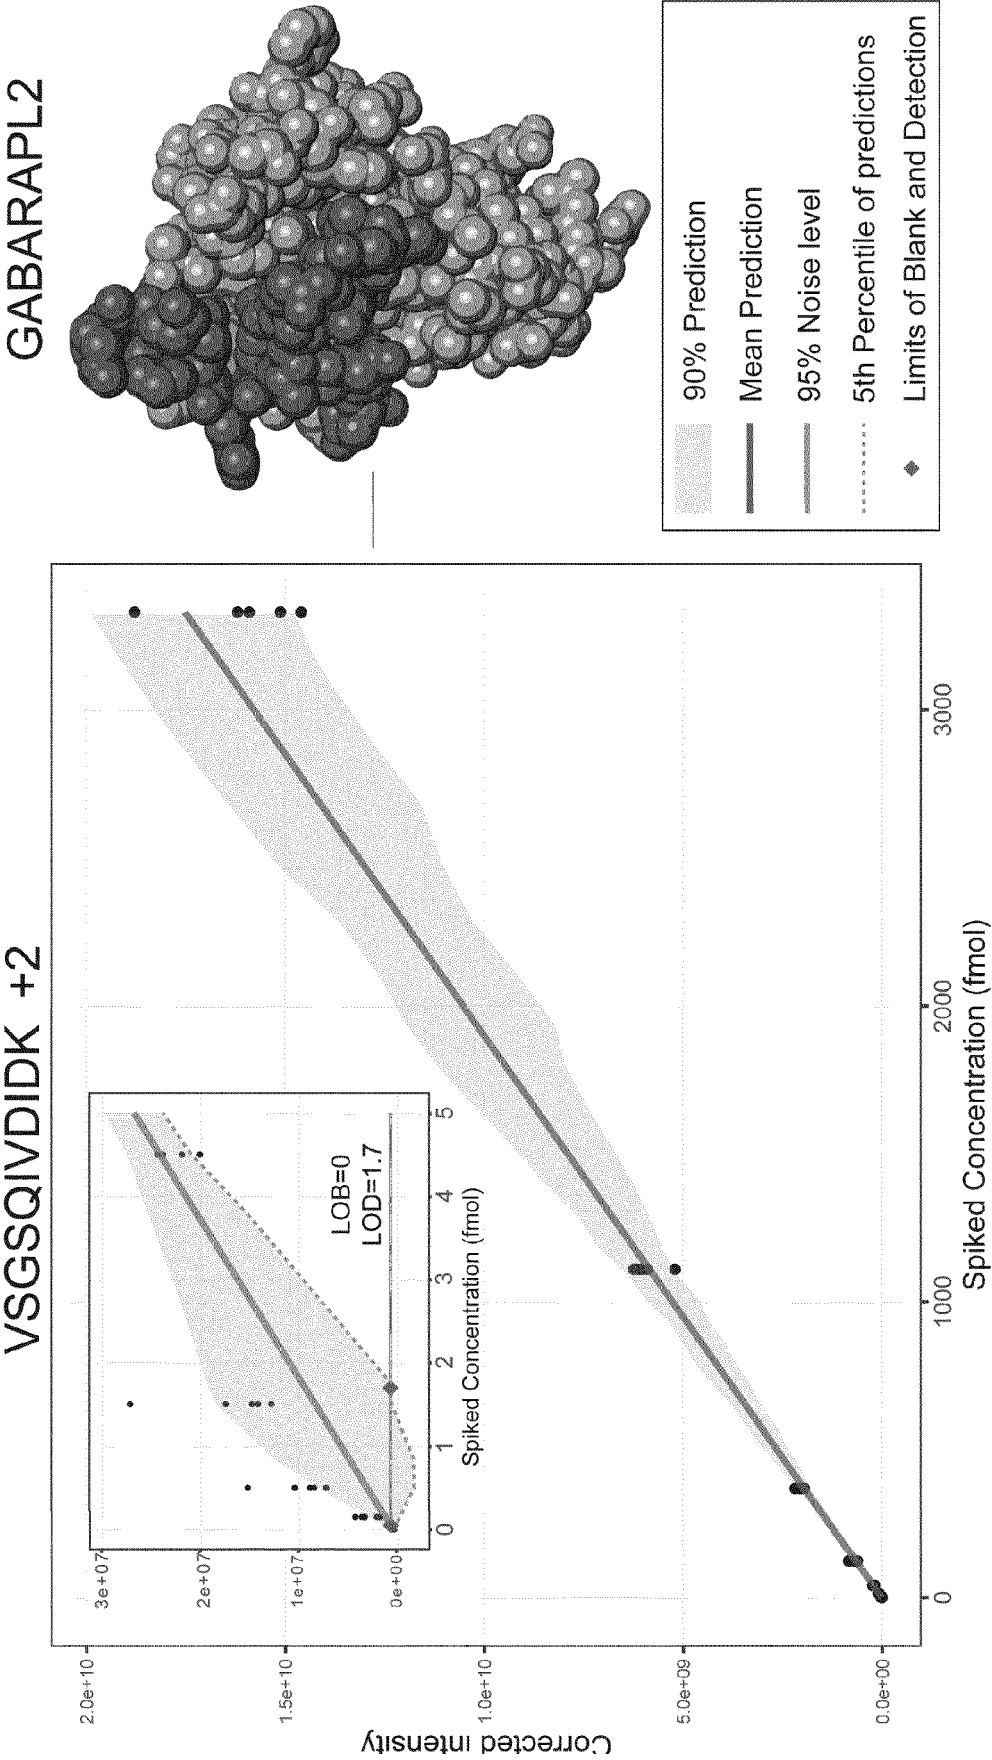 VSGSQIVDIDK +2
GABARAPL2
Corrected intensity
2.0e+10
1.5e+10
1.0e+10
5.0e+09
0.0e+00
0
1000
2000
3000
Spiked Concentration (fmol)
3e+07
2e+07
1e+07
0e+00
0
1
2
3
4
5
Spiked Concentration (fmol)
LOB=0
LOD=1.7
90% Prediction
Mean Prediction
95% Noise level
5th Percentile of predictions
Limits of Blank and Detection